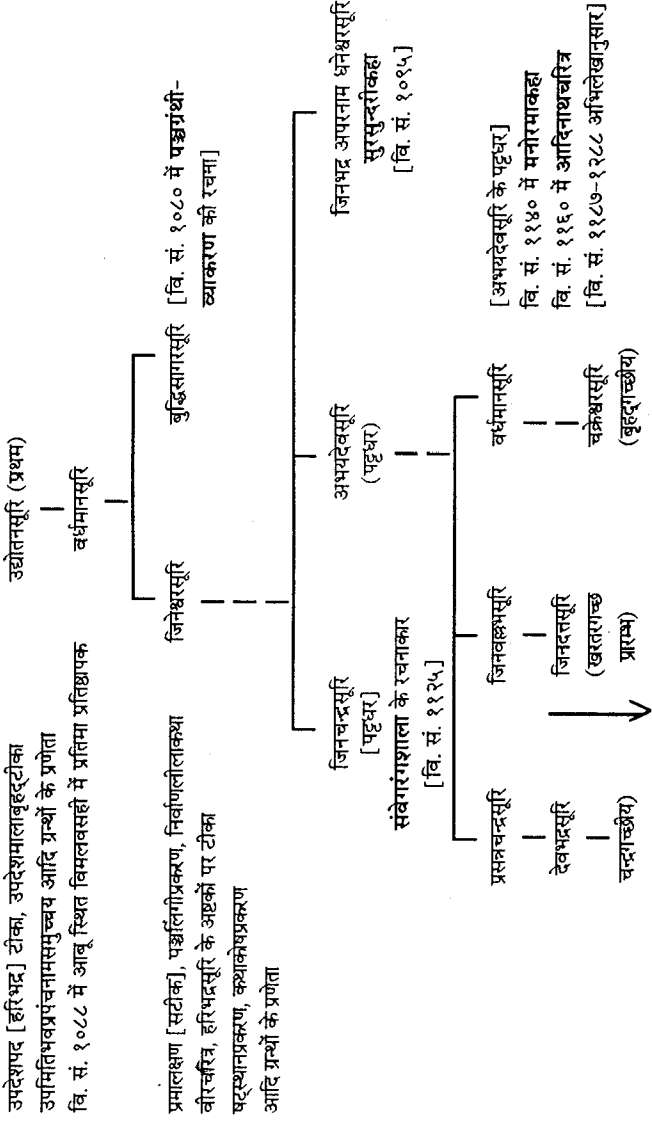 उद्योतनसूरि (प्रथम)
उपदेशपद [हरिभद्र] टीका, उपदेशमालाबृहद्टीका
उपमितिभवप्रपंचनामसमुच्चय आदि ग्रन्थों के प्रणेता
वि. सं. १०८८ में आबू स्थित विमलवसही में प्रतिमा प्रतिष्ठापक
वर्धमानसूरि
जिनेश्वरसूरि
बुद्धिसागरसूरि
[वि. सं. १०८० में पञ्चग्रंथी-
व्याकरण की रचमा]
प्रमालक्षण [सटीक], पञ्चलिंगीप्रकरण, निर्वाणलीलाकथा
वीरचरित्र, हरिभद्रसूरि के अष्टकों पर टीका
षट्स्थानप्रकरण, कथाकोषप्रकरण
आदि ग्रन्थों के प्रणेता
जिनचन्द्रसूरि
[पट्टधर]
संवेगरंगशाला के रचनाकार
[वि. सं. ११२५]
अभयदेवसूरि
(पट्टधर)
जिनभद्र अपरनाम धनेश्वरसूरि
सुरसुन्दरीकहा
[वि. सं. १०९५]
प्रसन्नचन्द्रसूरि
देवभद्रसूरि
चन्द्रगच्छीय)
जिनवल्लभसूरि
जिनदत्तसूरि
(खरतरगच्छ
प्रारम्भ)
वर्धमानसूरि
चक्रेश्वरसूरि
(बृहद्गच्छीय)
[अभयदेवसूरि के पट्टधर]
वि. सं. ११४० में मनोरमाकहा
वि. सं. ११६० में आदिनाथचरित्र
[वि. सं. ११८७-१२८८ अभिलेखानुसार]